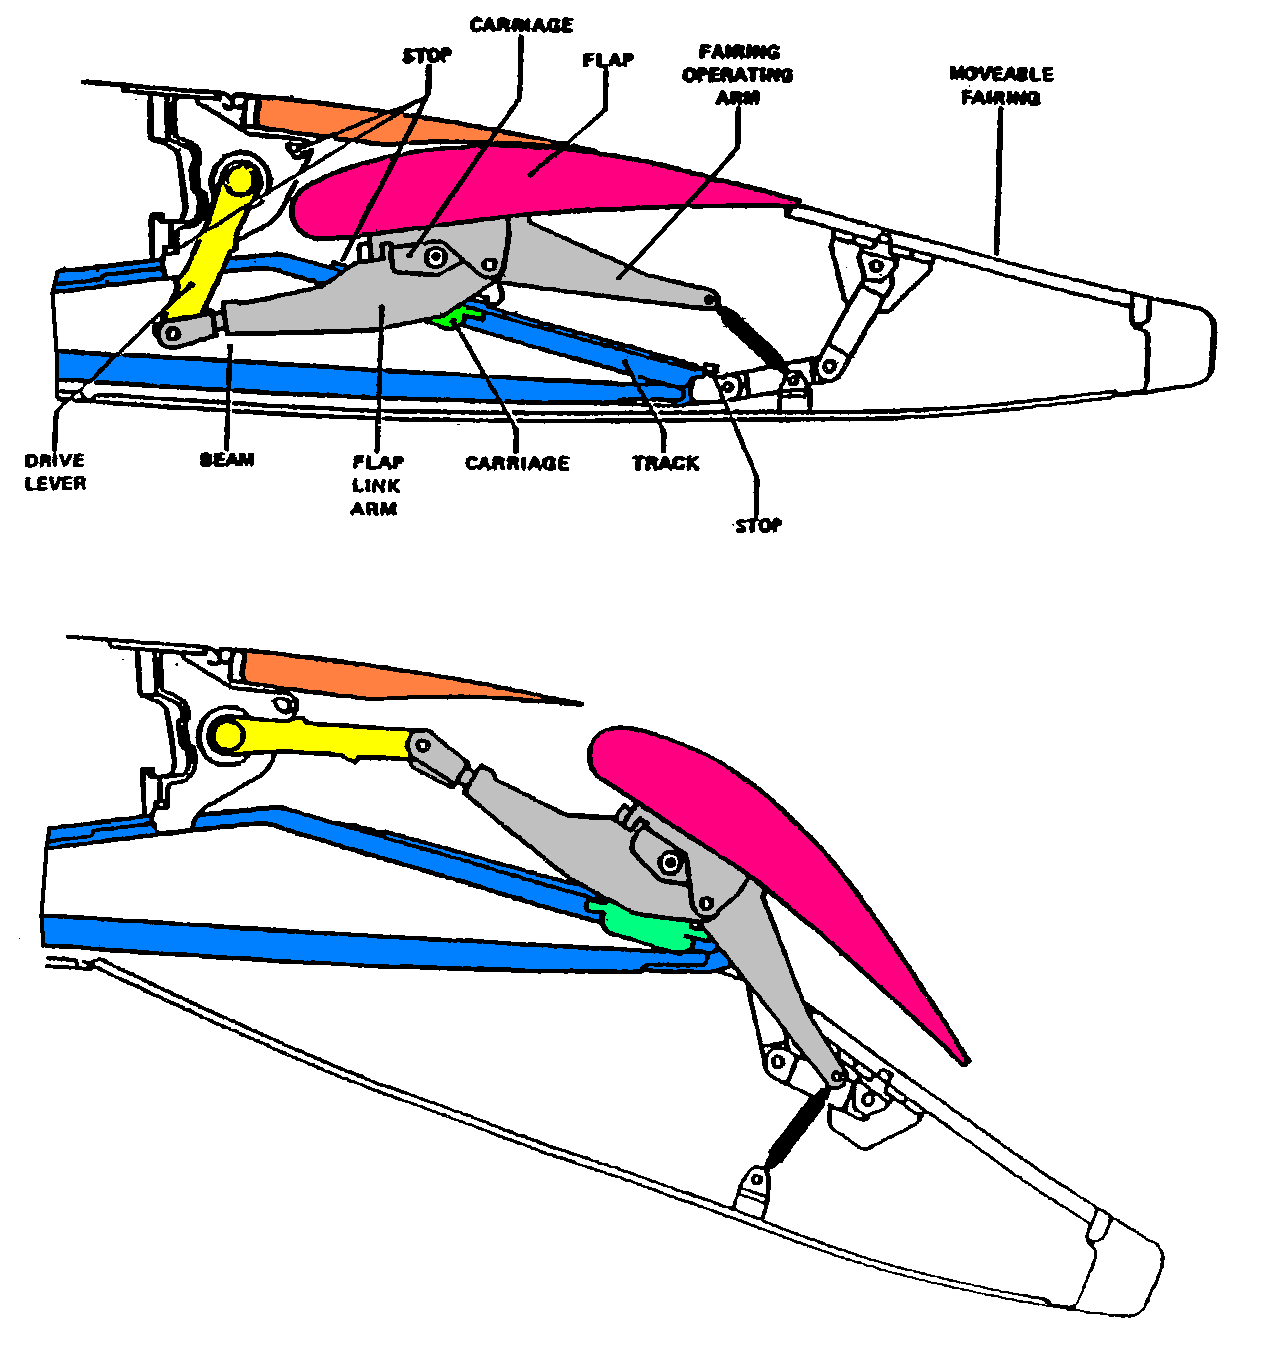 CARRIAGE
STOP
FLAP
FAIRING
OPERATING
ARM
MOVEABLE
FAIRING
DRIVE
LEVER
BEAM
FLAP
LINK
ARM
CARRIAGE
TRACK
STOP